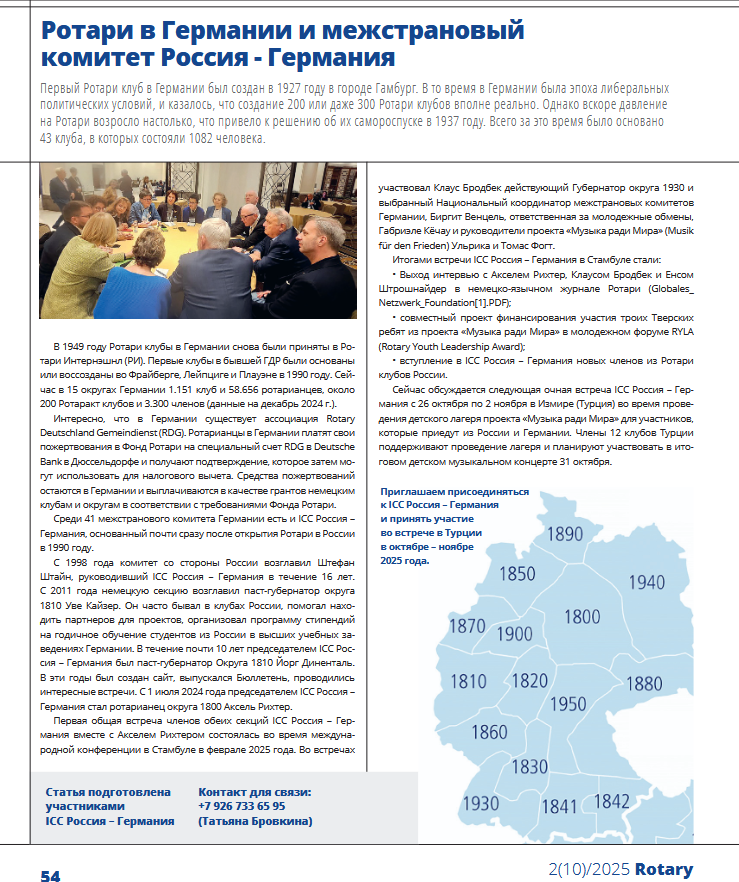 Ротари в Германии и межстрановый
комитет Россия - Германия
Первый Ротари клуб в Германии был создан в 1927 году в городе Гамбург. В то время в Германии была эпоха либеральных
политических условий, и казалось, что создание 200 или даже 300 Ротари клубов вполне реально. Однако вскоре давление
на Ротари возросло настолько, что привело к решению об их самороспуске в 1937 году. Всего за это время было основано
43 клуба, в которых состояли 1082 человека.
В 1949 году Ротари клубы в Германии снова были приняты в Ро-
тари Интернэшнл (РИ). Первые клубы в бывшей ГДР были основаны
или воссозданы во Фрайберге, Лейпциге и Плауэне в 1990 году. Сей-
час в 15 округах Германии 1.151 клуб и 58.656 ротарианцев, около
200 Ротаракт клубов и 3.300 членов (данные на декабрь 2024 г.).
Интересно, что в Германии существует ассоциация Rotary
Deutschland Gemeindienst (RDG). Ротарианцы в Германии платят свои
пожертвования в Фонд Ротари на специальный счет RDG в Deutsche
Bank в Дюссельдорфе и получают подтверждение, которое затем мо-
гут использовать для налогового вычета. Средства пожертвований
остаются в Германии и выплачиваются в качестве грантов немецким
клубам и округам в соответствии с требованиями Фонда Ротари.
Среди 41 межстранового комитета Германии есть и ICC Россия –
Германия, основанный почти сразу после открытия Ротари в России
в 1990 году.
С 1998 года комитет со стороны России возглавил Штефан
Штайн, руководивший ICC Россия – Германия в течение 16 лет.
С 2011 года немецкую секцию возглавил паст-губернатор округа
1810 Уве Кайзер. Он часто бывал в клубах России, помогал нахо-
дить партнеров для проектов, организовал программу стипендий
на годичное обучение студентов из России в высших учебных за-
ведениях Германии. В течение почти 10 лет председателем ICC Рос-
сия – Германия был паст-губернатор Округа 1810 Йорг Диненталь.
В эти годы был создан сайт, выпускался Бюллетень, проводились
интересные встречи. С 1 июля 2024 года председателем ICC Россия –
Германия стал ротарианец округа 1800 Аксель Рихтер.
Первая общая встреча членов обеих секций ICC Россия – Гер-
мания вместе с Акселем Рихтером состоялась во время междуна-
родной конференции в Стамбуле в феврале 2025 года. Во встречах
участвовал Клаус Бродбек действующий Губернатор округа 1930 и
выбранный Национальный координатор межстрановых комитетов
Германии, Биргит Венцель, ответственная за молодежные обмены,
Габриэле Кёчау и руководители проекта «Музыка ради Мира» (Musik
für den Frieden) Ульрика и Томас Фогт.
Итогами встречи ICC Россия – Германия в Стамбуле стали:
• Выход интервью с Акселем Рихтер, Клаусом Бродбек и Енсом
Штрошнайдер в немецко-язычном журнале Ротари (Globales_
Netzwerk_Foundation[1].PDF);
• совместный проект финансирования участия троих Тверских
ребят из проекта «Музыка ради Мира» в молодежном форуме RYLA
(Rotary Youth Leadership Award);
• вступление в ICC Россия – Германия новых членов из Ротари
клубов России.
Сейчас обсуждается следующая очная встреча ICC Россия – Гер-
мания с 26 октября по 2 ноября в Измире (Турция) во время прове-
дения детского лагеря проекта «Музыка ради Мира» для участников,
которые приедут из России и Германии. Члены 12 клубов Турции
поддерживают проведение лагеря и планируют участвовать в ито-
говом детском музыкальном концерте 31 октября.
Приглашаем присоединяться
к ICC Россия – Германия
и принять участие
во встрече в Турции
в октябре – ноябре
2025 года.
1890
1850
1940
1800
1870
1900
1810
1820
1880
1950
1860
1830
1930
1841
1842
Статья подготовлена
участниками
ICC Россия – Германия
Контакт для связи:
+7 926 733 65 95
(Татьяна Бровкина)
54
2(10)/2025 Rotary